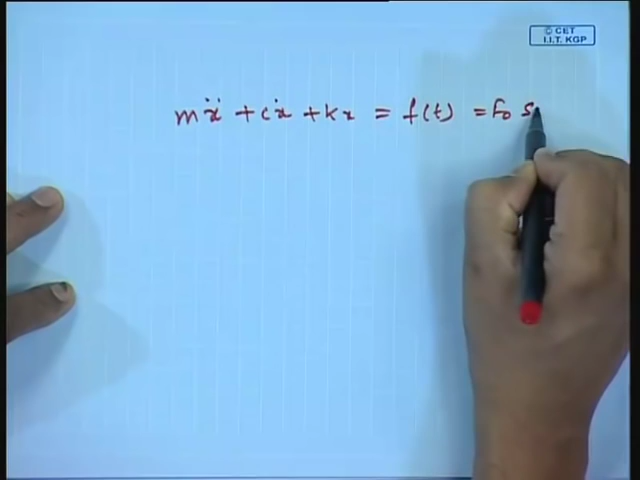 © CET
I.I.T. KGP
mẍ + cẋ + kx = f(t) = F₀ s